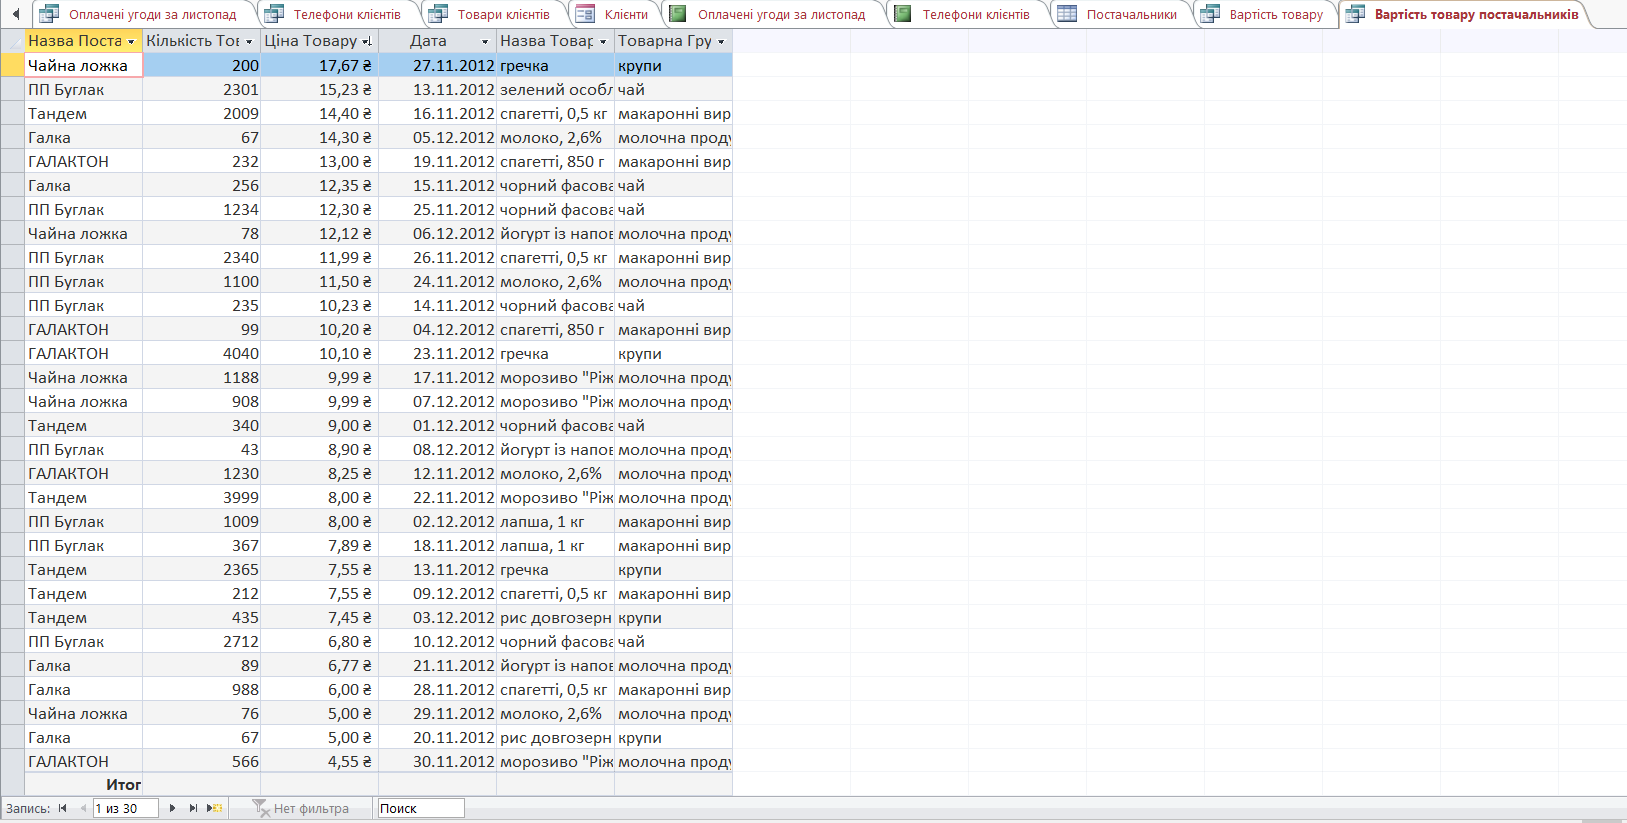 Оплачені угоди за листопад Телефони клієнтів Товари клієнтів Клієнти Оплачені угоди за листопад Телефони клієнтів Постачальники Вартість товару Вартість товару постачальників
Назва Поста Кількість Тов Ціна Товару Дата Назва Товар Товарна Гру
Чайна ложка 200 17,67 ₴ 27.11.2012 гречка крупи
ПП Буглак 2301 15,23 ₴ 13.11.2012 зелений особл чай
Тандем 2009 14,40 ₴ 16.11.2012 спагетті, 0,5 кг макаронні вир
Галка 67 14,30 ₴ 05.12.2012 молоко, 2,6% молочна проду
ГАЛАКТОН 232 13,00 ₴ 19.11.2012 спагетті, 850 г макаронні вир
Галка 256 12,35 ₴ 15.11.2012 чорний фасова чай
ПП Буглак 1234 12,30 ₴ 25.11.2012 чорний фасова чай
Чайна ложка 78 12,12 ₴ 06.12.2012 йогурт із напов молочна проду
ПП Буглак 2340 11,99 ₴ 26.11.2012 спагетті, 0,5 кг макаронні вир
ПП Буглак 1100 11,50 ₴ 24.11.2012 молоко, 2,6% молочна проду
ПП Буглак 235 10,23 ₴ 14.11.2012 чорний фасова чай
ГАЛАКТОН 99 10,20 ₴ 04.12.2012 спагетті, 850 г макаронні вир
ГАЛАКТОН 4040 10,10 ₴ 23.11.2012 гречка крупи
Чайна ложка 1188 9,99 ₴ 17.11.2012 морозиво "Ріж молочна проду
Чайна ложка 908 9,99 ₴ 07.12.2012 морозиво "Ріж молочна проду
Тандем 340 9,00 ₴ 01.12.2012 чорний фасова чай
ПП Буглак 43 8,90 ₴ 08.12.2012 йогурт із напов молочна проду
ГАЛАКТОН 1230 8,25 ₴ 12.11.2012 молоко, 2,6% молочна проду
Тандем 3999 8,00 ₴ 22.11.2012 морозиво "Ріж молочна проду
ПП Буглак 1009 8,00 ₴ 02.12.2012 лапша, 1 кг макаронні вир
ПП Буглак 367 7,89 ₴ 18.11.2012 лапша, 1 кг макаронні вир
Тандем 2365 7,55 ₴ 13.11.2012 гречка крупи
Тандем 212 7,55 ₴ 09.12.2012 спагетті, 0,5 кг макаронні вир
Тандем 435 7,45 ₴ 03.12.2012 рис довгозерн крупи
ПП Буглак 2712 6,80 ₴ 10.12.2012 чорний фасова чай
Галка 89 6,77 ₴ 21.11.2012 йогурт із напов молочна проду
Галка 988 6,00 ₴ 28.11.2012 спагетті, 0,5 кг макаронні вир
Чайна ложка 76 5,00 ₴ 29.11.2012 молоко, 2,6% молочна проду
Галка 67 5,00 ₴ 20.11.2012 рис довгозерн крупи
ГАЛАКТОН 566 4,55 ₴ 30.11.2012 морозиво "Ріж молочна проду
Итог
Запись: 1 из 30 Нет фильтра Поиск